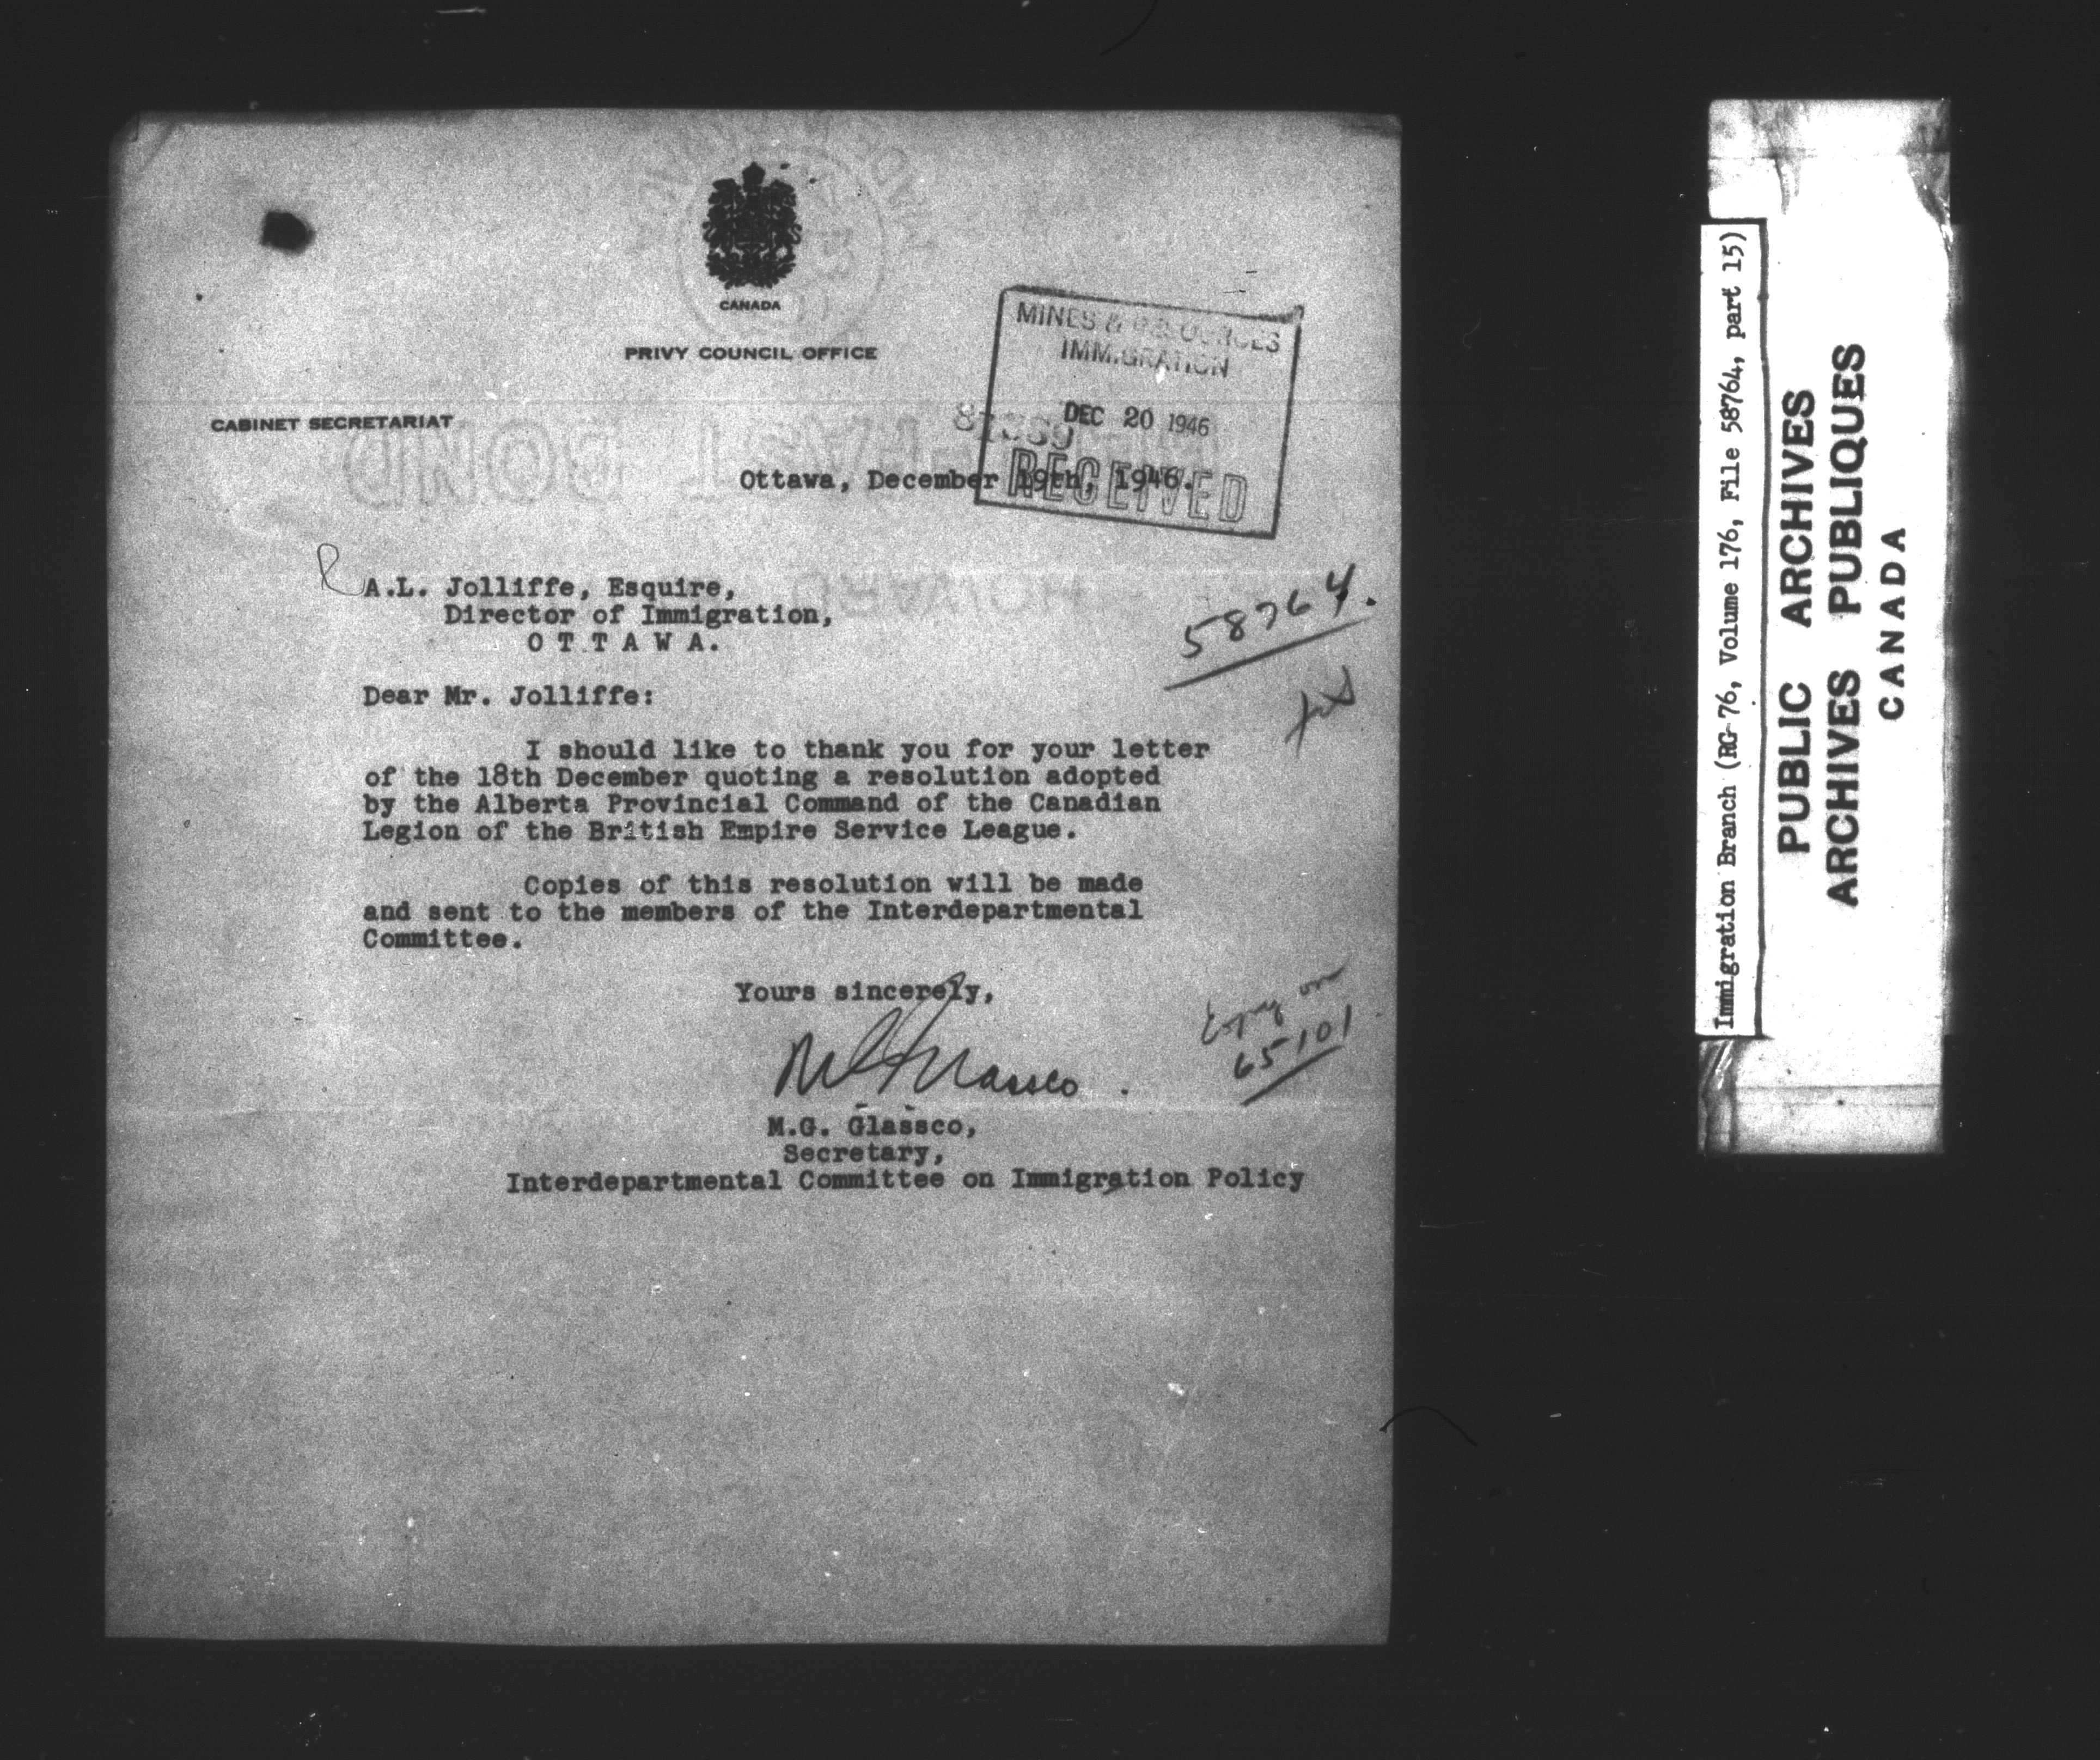 CANADA
PRIVY COUNCIL OFFICE
CABINET SECRETARIAT
MINES & RESOURCES
IMMIGRATION
DEC 20 1946
RECEIVED
Ottawa, December 19th, 1946.
A.L. Jolliffe, Esquire,
Director of Immigration,
O T T A W A.
58764.
Dear Mr. Jolliffe:
I should like to thank you for your letter
of the 18th December quoting a resolution adopted
by the Alberta Provincial Command of the Canadian
Legion of the British Empire Service League.
Copies of this resolution will be made
and sent to the members of the Interdepartmental
Committee.
Yours sincerely,
Copy on
65101
M.G. Glassco,
Secretary,
Interdepartmental Committee on Immigration Policy
Immigration Branch (RG 76, Volume 176, File 58764, part 15)
PUBLIC ARCHIVES
ARCHIVES PUBLIQUES
CANADA